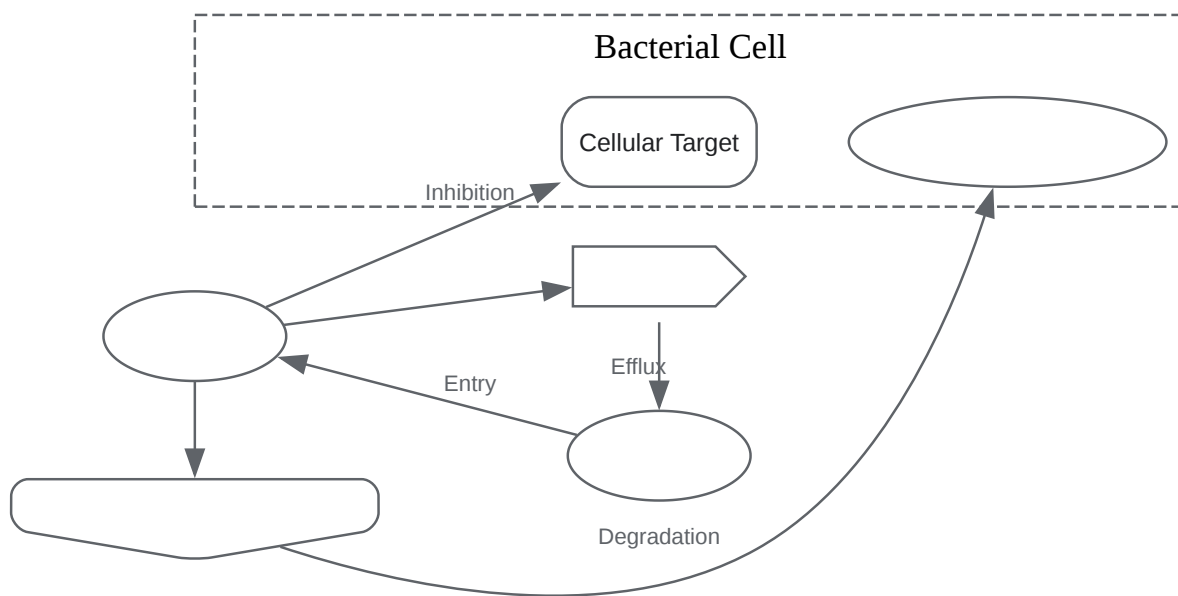 Bacterial Cell
Cellular Target
Inhibition
Efflux
Entry
Degradation